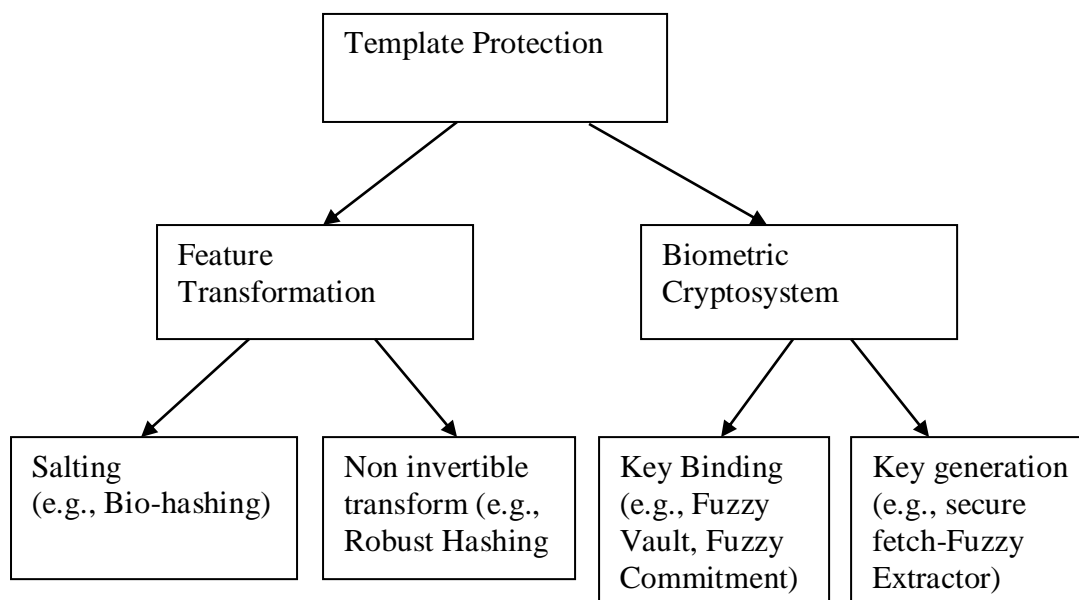 Template Protection
Feature
Transformation
Biometric
Cryptosystem
Salting
(e.g., Bio-hashing)
Non invertible
transform (e.g.,
Robust Hashing
Key Binding
(e.g., Fuzzy
Vault, Fuzzy
Commitment)
Key generation
(e.g., secure
fetch-Fuzzy
Extractor)